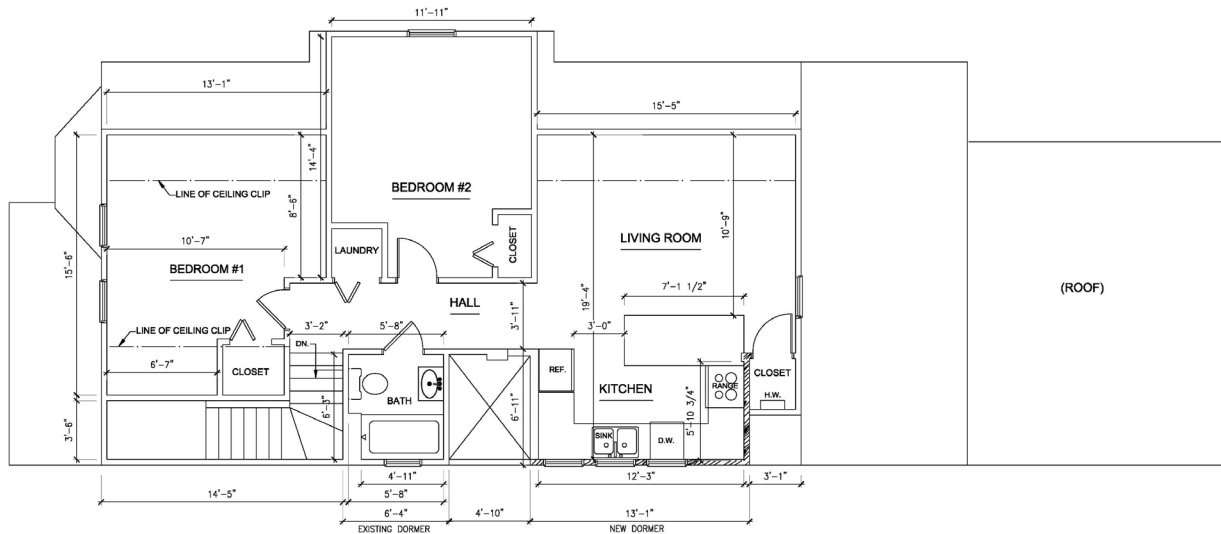 11'-11"
13'-1"
15'-5"
14'-4"
8'-6"
LINE OF CEILING CLIP
BEDROOM #2
10'-7"
LAUNDRY
CLOSET
LIVING ROOM
10'-9"
BEDROOM #1
15'-6"
7'-1 1/2"
(ROOF)
HALL
3'-11"
19'-4"
LINE OF CEILING CLIP
3'-2"
5'-8"
3'-0"
DN.
6'-7"
CLOSET
REF.
CLOSET
KITCHEN
RANGE
BATH
H.W.
6'-3"
6'-11"
5'-10 3/4"
3'-6"
SINK
D.W.
4'-11"
12'-3"
3'-1"
14'-5"
5'-8"
6'-4"
4'-10"
13'-1"
EXISTING DORMER
NEW DORMER